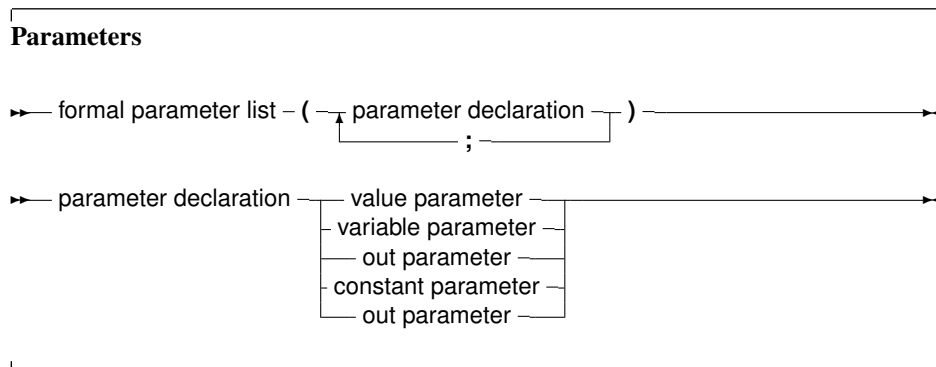 Parameters
formal parameter list ( parameter declaration )
;
parameter declaration value parameter
variable parameter
out parameter
constant parameter
out parameter